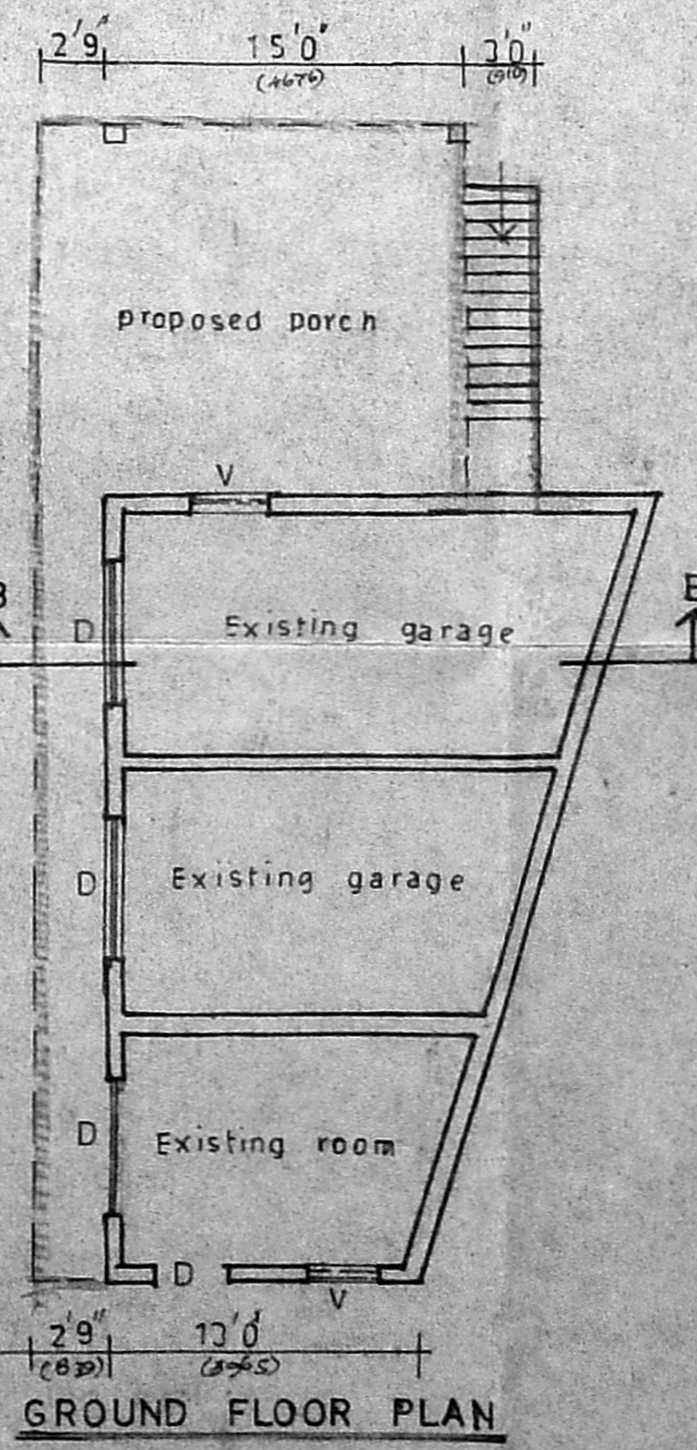 2'9" 15'0" 3'0"
(4676) (910)
proposed porch
V
B
D Existing garage
D Existing garage
D Existing room
D
V
2'9" 13'0"
GROUND FLOOR PLAN